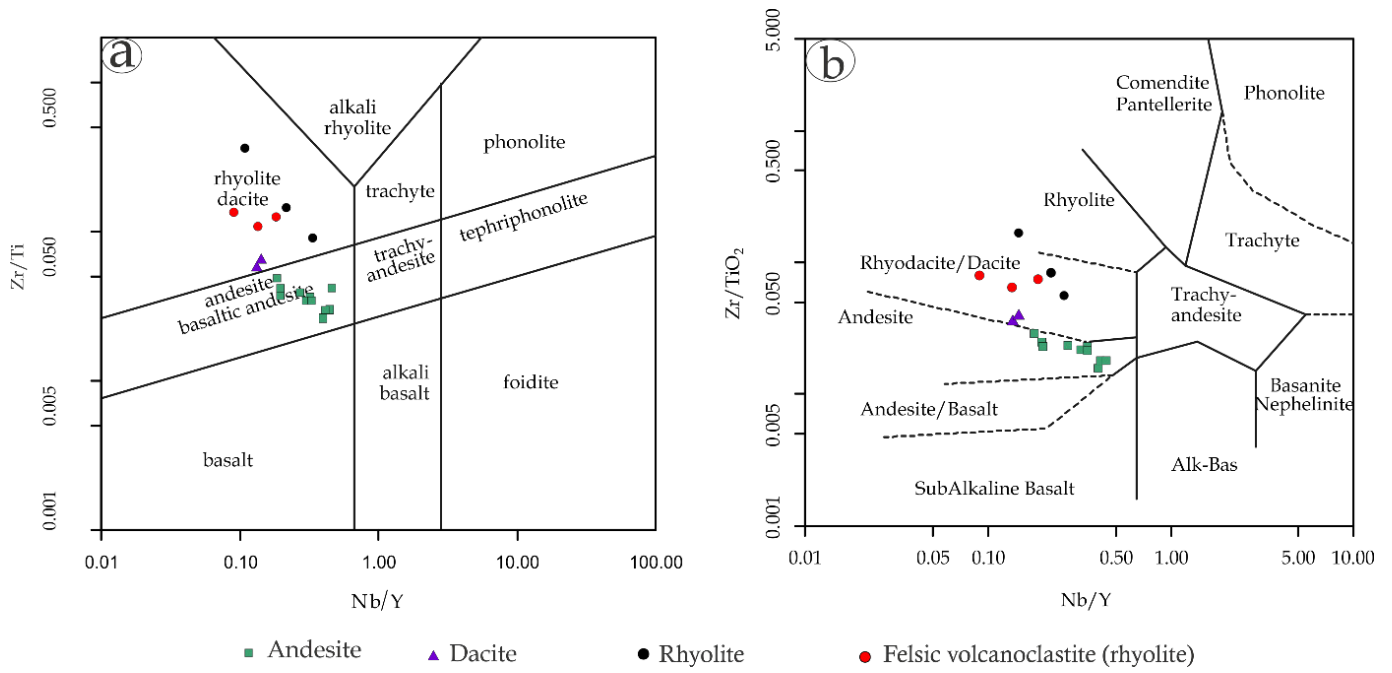 a
Zr/Ti
0.500
0.050
0.005
0.001
alkali
rhyolite
phonolite
rhyolite
dacite
trachyte
tephriphonolite
trachy-
andesite
andesite
basaltic andesite
alkali
basalt
foidite
basalt
0.01
0.10
1.00
10.00
100.00
Nb/Y
b
Zr/TiO2
5.000
0.500
0.050
0.005
0.001
Comendite
Pantellerite
Phonolite
Rhyolite
Trachyte
Rhyodacite/Dacite
Andesite
Trachy-
andesite
Basanite
Nephelinite
Andesite/Basalt
Alk-Bas
SubAlkaline Basalt
0.01
0.05
0.10
0.50
1.00
5.00
10.00
Nb/Y
Andesite
Dacite
Rhyolite
Felsic volcanoclastite (rhyolite)